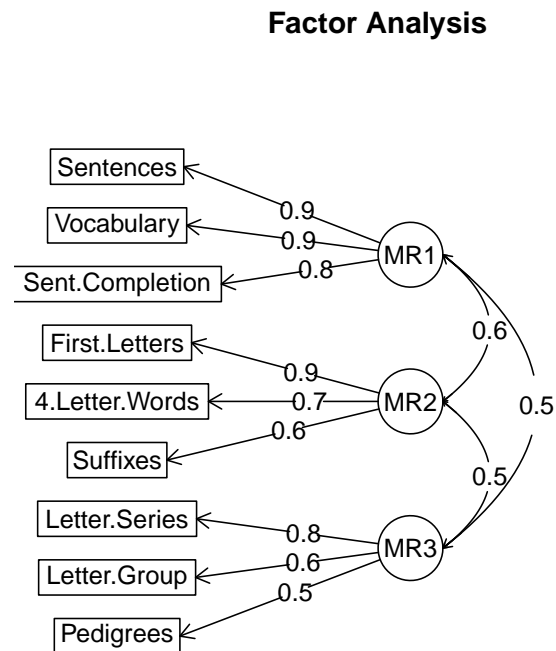 Factor Analysis
Sentences
0.9
Vocabulary
0.9
MR1
Sent.Completion
0.8
0.6
First.Letters
0.9
4.Letter.Words
0.7
MR2
0.5
Suffixes
0.6
0.5
Letter.Series
0.8
MR3
Letter.Group
0.6
0.5
Pedigrees